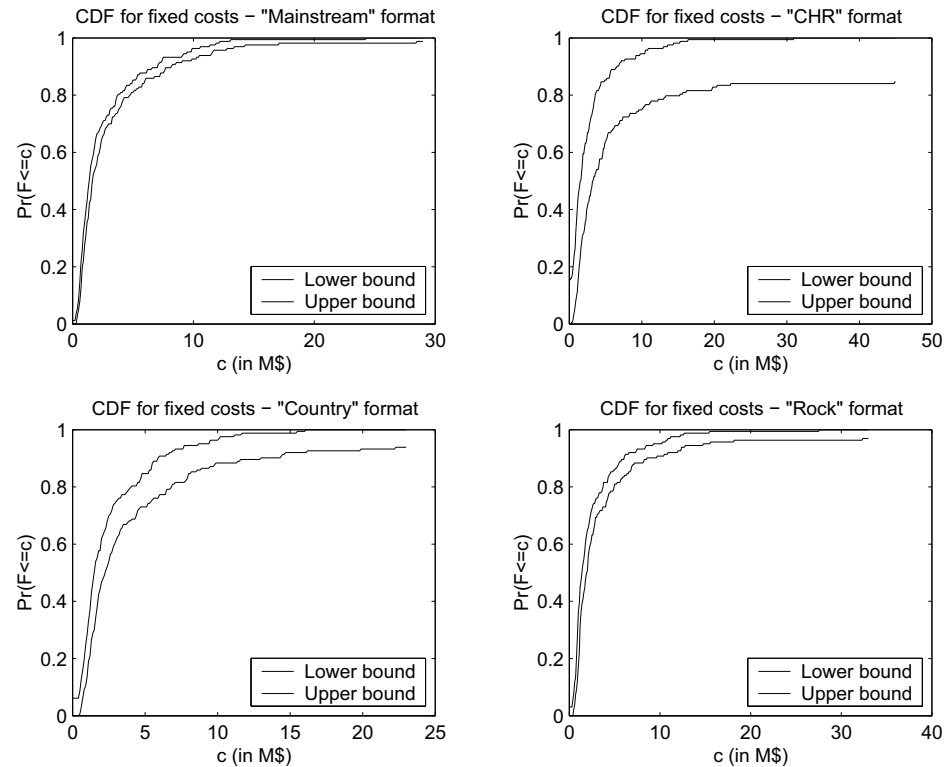 CDF for fixed costs − "Mainstream" format
1
0.8
0.6
0.4
0.2
0
Pr(F<=c)
Lower bound
Upper bound
0 10 20 30
c (in M$)
CDF for fixed costs − "CHR" format
1
0.8
0.6
0.4
0.2
0
Pr(F<=c)
Lower bound
Upper bound
0 10 20 30 40 50
c (in M$)
CDF for fixed costs − "Country" format
1
0.8
0.6
0.4
0.2
0
Pr(F<=c)
Lower bound
Upper bound
0 5 10 15 20 25
c (in M$)
CDF for fixed costs − "Rock" format
1
0.8
0.6
0.4
0.2
0
Pr(F<=c)
Lower bound
Upper bound
0 10 20 30 40
c (in M$)